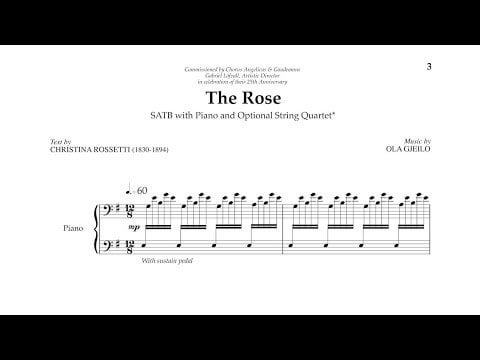 Commissioned by Chorus Angelicus & Gaudeamus
Gabriel Löfvall, Artistic Director
in celebration of their 25th Anniversary
3
The Rose
SATB with Piano and Optional String Quartet*
Text by
CHRISTINA ROSSETTI (1830-1894)
Music by
OLA GJEILO
♩. = 60
Piano
12
8
mp
12
8
With sustain pedal